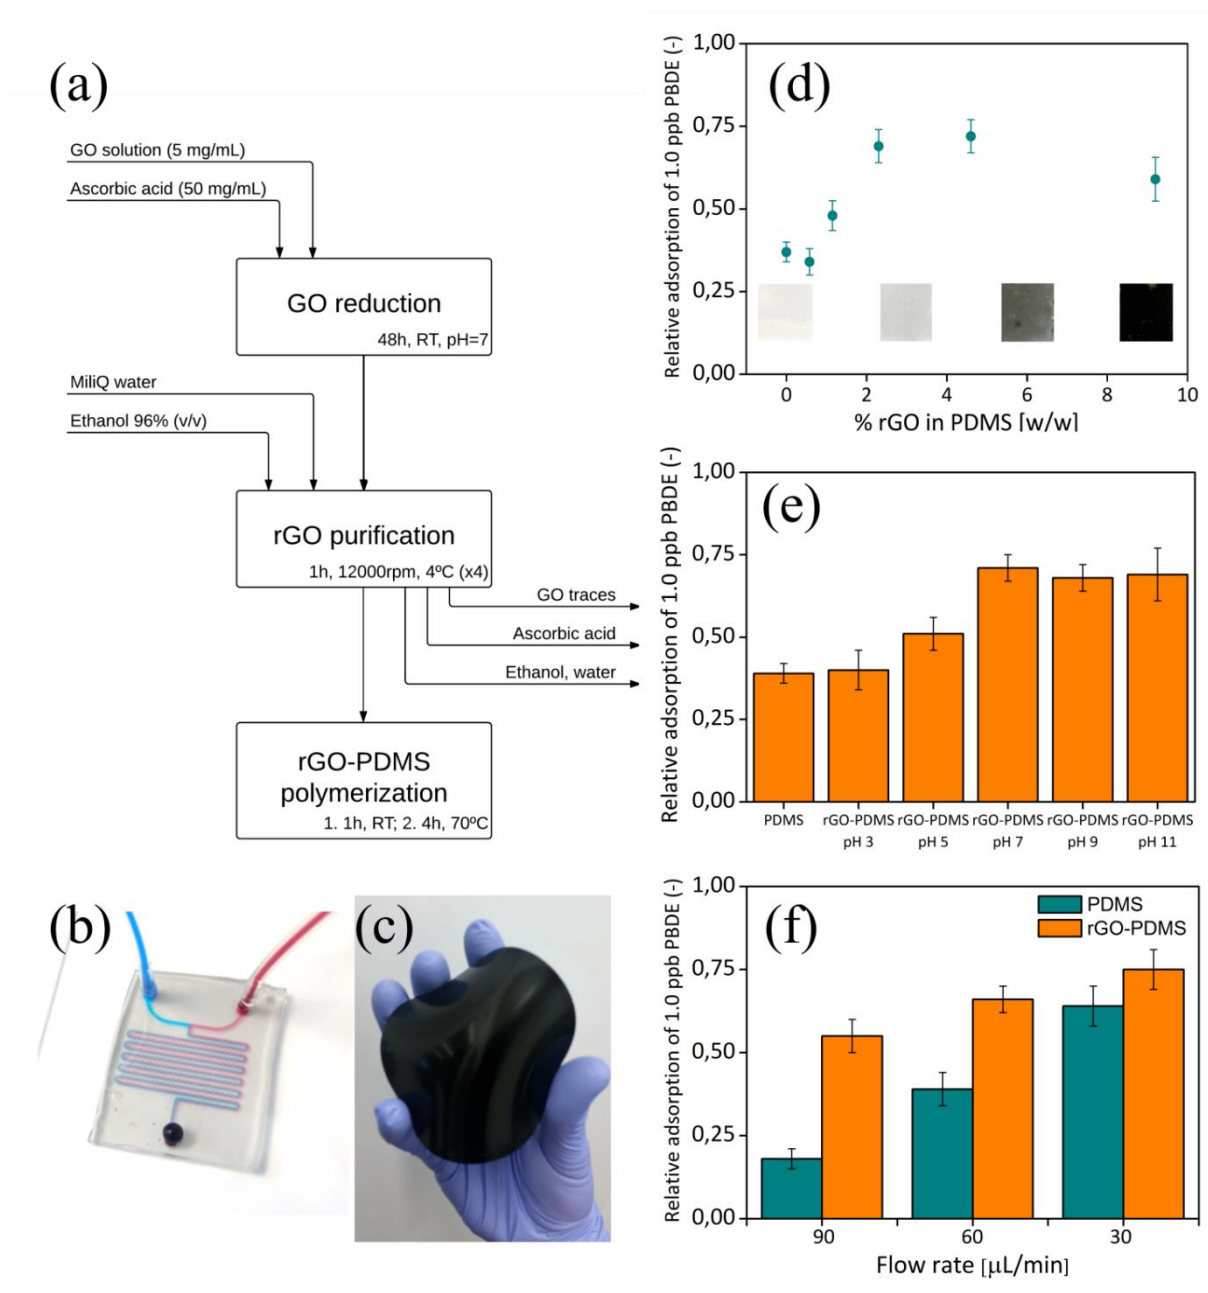 (a)
GO solution (5 mg/mL)
Ascorbic acid (50 mg/mL)
GO reduction
48h, RT, pH=7
MiliQ water
Ethanol 96% (v/v)
rGO purification
1h, 12000rpm, 4ºC (x4)
GO traces
Ascorbic acid
Ethanol, water
rGO-PDMS
polymerization
1. 1h, RT; 2. 4h, 70ºC
(b)
(c)
(d)
Relative adsorption of 1.0 ppb PBDE (-)
1,00
0,75
0,50
0,25
0,00
0 2 4 6 8 10
% rGO in PDMS [w/w]
(e)
Relative adsorption of 1.0 ppb PBDE (-)
1,00
0,75
0,50
0,25
0,00
PDMS rGO-PDMS rGO-PDMS rGO-PDMS rGO-PDMS rGO-PDMS
pH 3 pH 5 pH 7 pH 9 pH 11
(f)
Relative adsorption of 1.0 ppb PBDE (-)
1,00
0,75
0,50
0,25
0,00
PDMS
rGO-PDMS
90 60 30
Flow rate [μL/min]